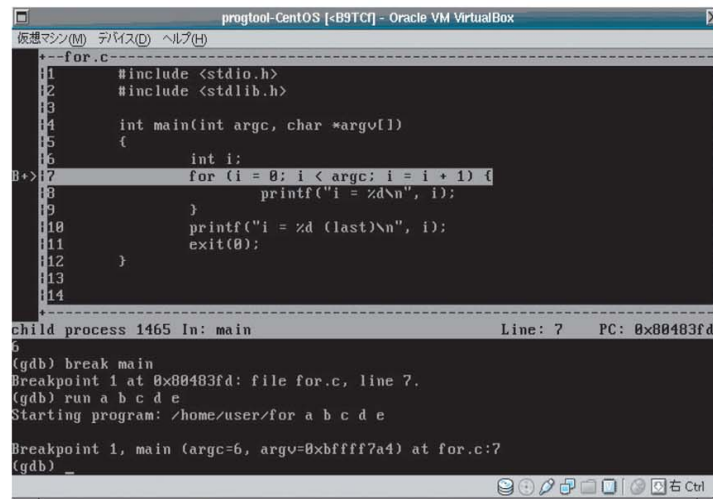 progtool-CentOS [<B9TCf] - Oracle VM VirtualBox
仮想マシン(M) デバイス(D) ヘルプ(H)
+--for.c--------------------------------------------------------------------
1 #include <stdio.h>
2 #include <stdlib.h>
3
4 int main(int argc, char *argv[])
5 {
6 int i;
B+>7 for (i = 0; i < argc; i = i + 1) {
8 printf("i = %d\n", i);
9 }
10 printf("i = %d (last)\n", i);
11 exit(0);
12 }
13
14
child process 1465 In: main Line: 7 PC: 0x80483fd
6
(gdb) break main
Breakpoint 1 at 0x80483fd: file for.c, line 7.
(gdb) run a b c d e
Starting program: /home/user/for a b c d e
Breakpoint 1, main (argc=6, argv=0xbffff7a4) at for.c:7
(gdb) _
右 Ctrl